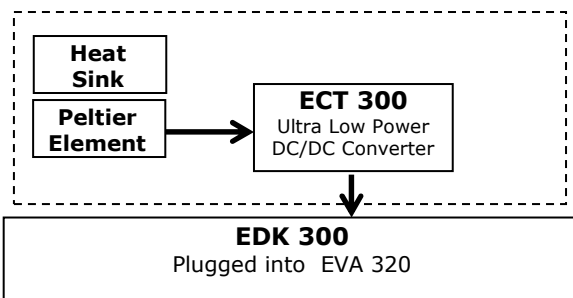 Heat
Sink
Peltier
Element
ECT 300
Ultra Low Power
DC/DC Converter
EDK 300
Plugged into EVA 320